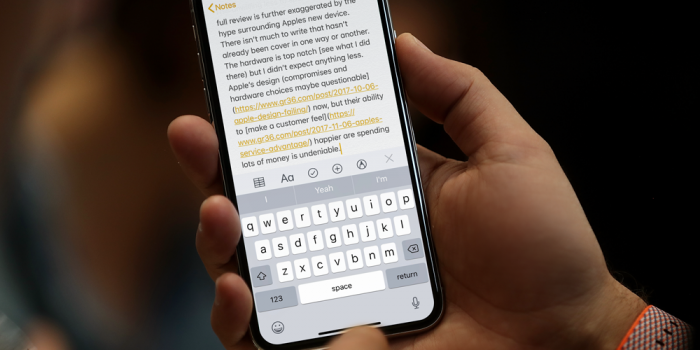 Notes
full review is further exaggerated by the
hype surrounding Apples new device.
There isn't much to write that hasn't
already been cover in one way or another.
The hardware is top notch [see what I did
there) but I didn't expect anything less.
Apple's design (compromises and
hardware choices maybe questionable]
(https://www.gr36.com/post/2017-10-06-
apple-design-failing/) now, but their ability
to [make a customer feel](https://
www.gr36.com/post/2017-11-06-apples-
service-advantage/) happier are spending
lots of money is undeniable.
Aa
I Yeah I'm
q w e r t y u i o p
a s d f g h j k l
z x c v b n m
123 space return